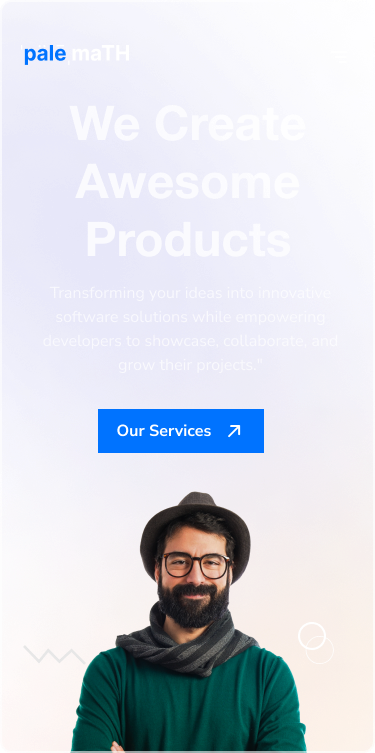 pale maTH
We Create
Awesome
Products
Transforming your ideas into innovative,
software solutions while empowering
developers to showcase, collaborate, and
grow their projects."
Our Services